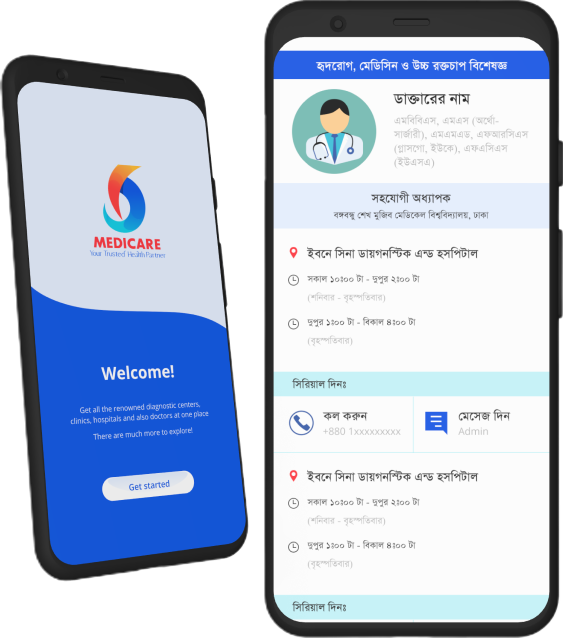 MEDICARE
Your Trusted Health Partner
Welcome!
Get all the renowned diagnostic centers,
clinics, hospitals and also doctors at one place
There are much more to explore!
Get started
হৃদরোগ, মেডিসিন ও উচ্চ রক্তচাপ বিশেষজ্ঞ
ডাক্তারের নাম
এমবিবিএস, এমএস (অর্থো-
সার্জারী), এমএমএড, এফআরসিএস
(গ্লাসগো, ইউকে), এফএসিএস
(ইউএসএ)
সহযোগী অধ্যাপক
বঙ্গবন্ধু শেখ মুজিব মেডিকেল বিশ্ববিদ্যালয়, ঢাকা
ইবনে সিনা ডায়গনস্টিক এন্ড হসপিটাল
সকাল ১০ঃ০০ টা - দুপুর ২ঃ০০ টা
(শনিবার - বৃহস্পতিবার)
দুপুর ১ঃ০০ টা - বিকাল ৪ঃ০০ টা
(বৃহস্পতিবার)
সিরিয়াল দিনঃ
কল করুন
+880 1xxxxxxxxx
মেসেজ দিন
Admin
ইবনে সিনা ডায়গনস্টিক এন্ড হসপিটাল
সকাল ১০ঃ০০ টা - দুপুর ২ঃ০০ টা
(শনিবার - বৃহস্পতিবার)
দুপুর ১ঃ০০ টা - বিকাল ৪ঃ০০ টা
(বৃহস্পতিবার)
সিরিয়াল দিনঃ